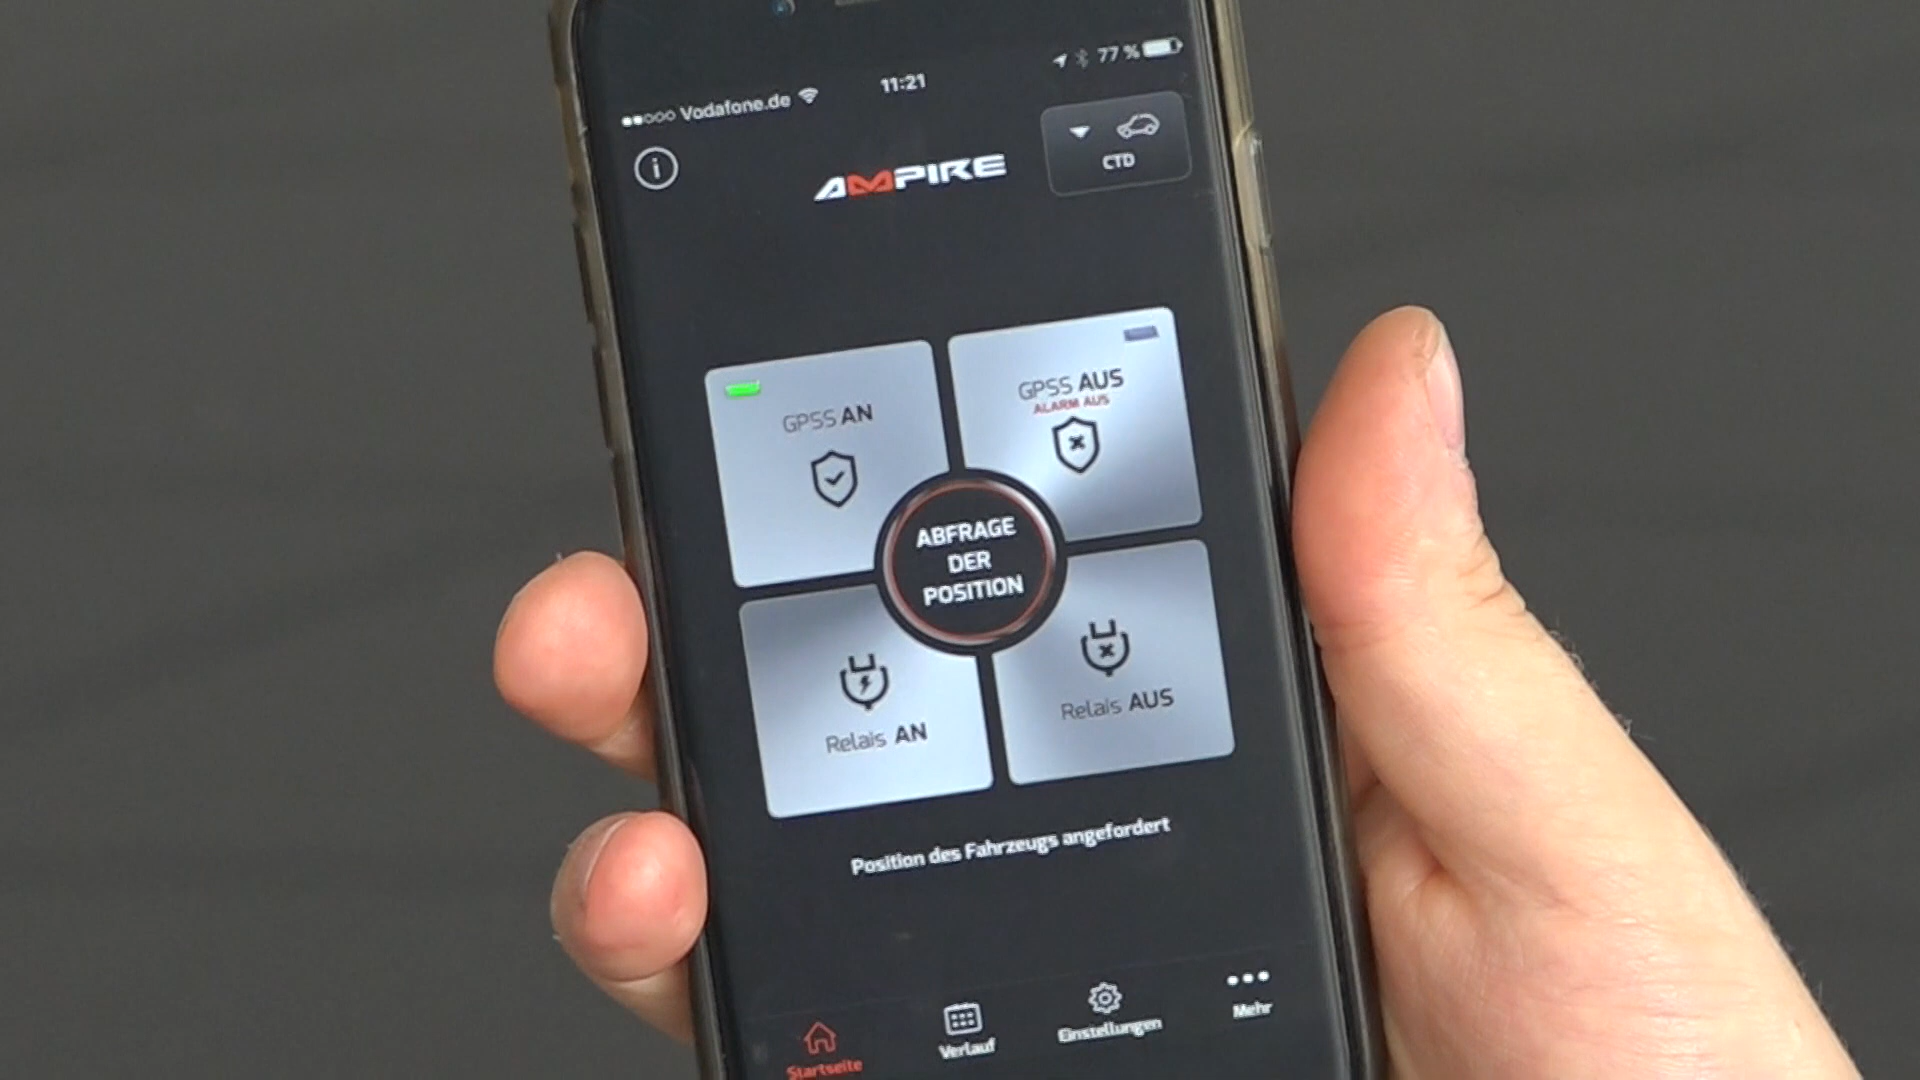 Vodafone.de
11:21
77 %
i
AMPIRE
CTD
GPSS AN
GPSS AUS
ALARM AUS
ABFRAGE
DER
POSITION
Relais AN
Relais AUS
Position des Fahrzeugs angefordert
Startseite
Verlauf
Einstellungen
Mehr